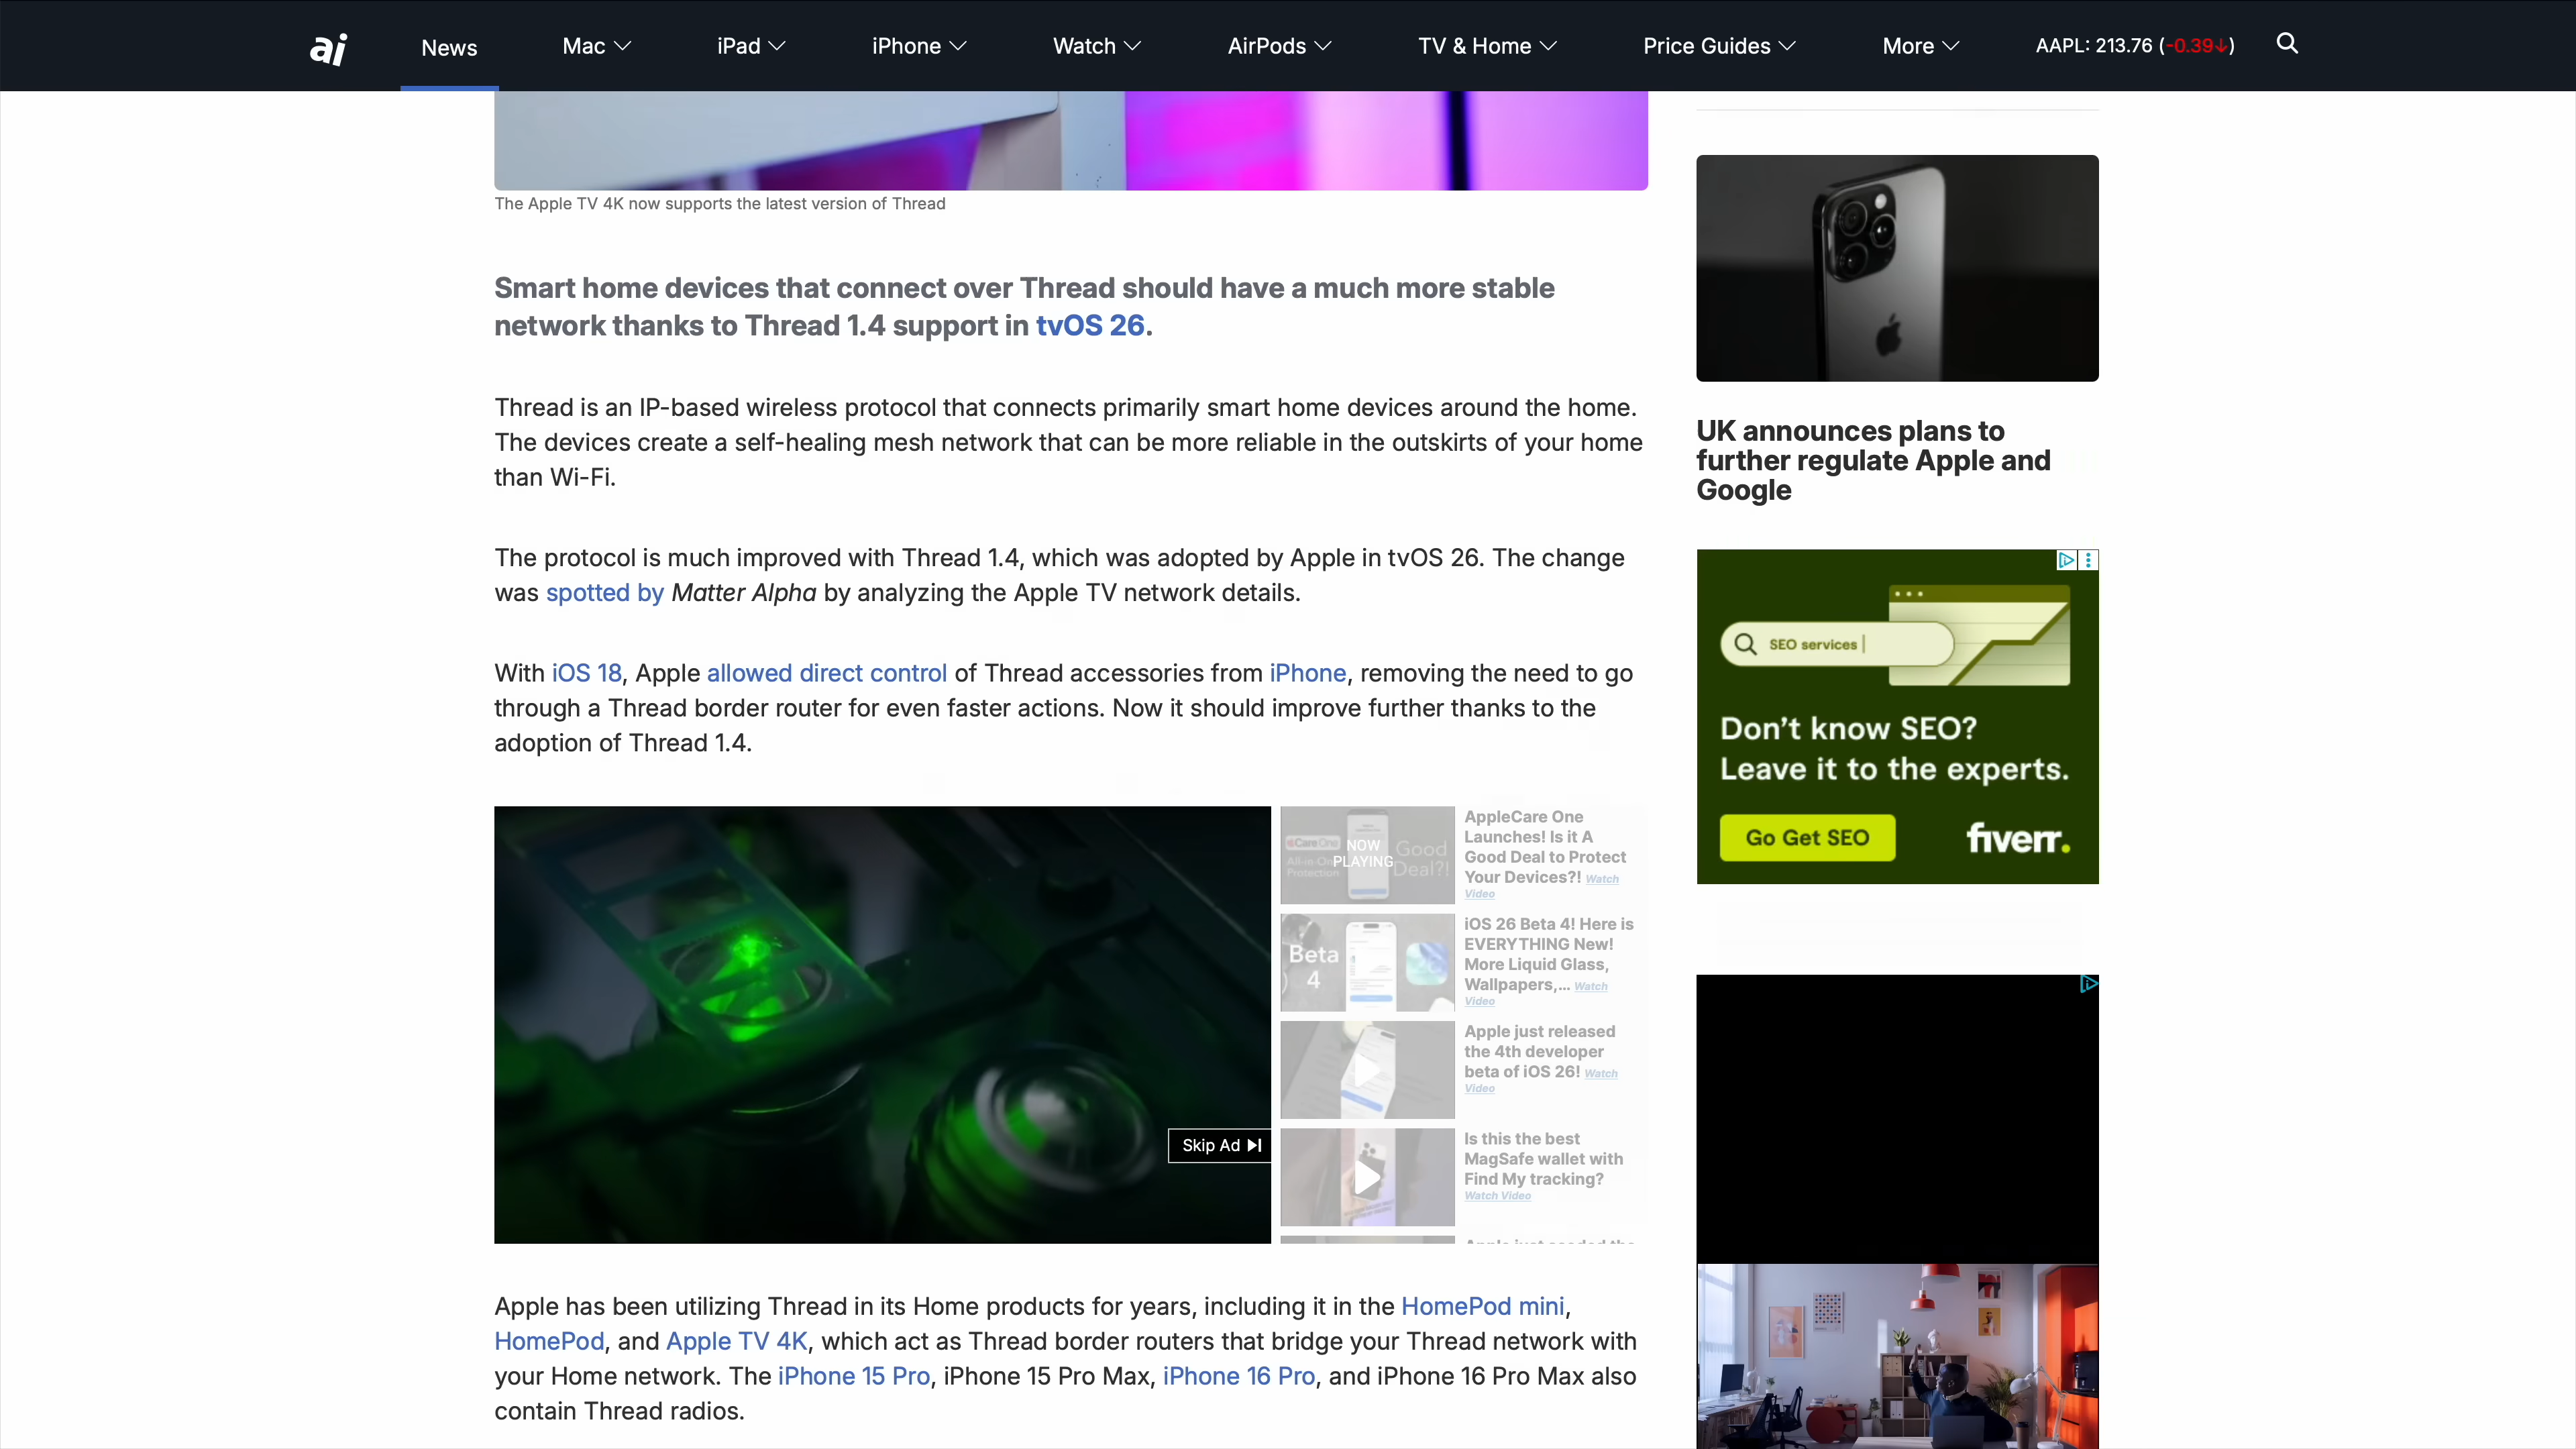 ai
News
Mac
iPad
iPhone
Watch
AirPods
TV & Home
Price Guides
More
AAPL: 213.76 (-0.39↓)
The Apple TV 4K now supports the latest version of Thread
Smart home devices that connect over Thread should have a much more stable
network thanks to Thread 1.4 support in tvOS 26.
Thread is an IP-based wireless protocol that connects primarily smart home devices around the home.
The devices create a self-healing mesh network that can be more reliable in the outskirts of your home
than Wi-Fi.
The protocol is much improved with Thread 1.4, which was adopted by Apple in tvOS 26. The change
was spotted by Matter Alpha by analyzing the Apple TV network details.
With iOS 18, Apple allowed direct control of Thread accessories from iPhone, removing the need to go
through a Thread border router for even faster actions. Now it should improve further thanks to the
adoption of Thread 1.4.
Skip Ad
CareOne
All-in-One
Protection
NOW
PLAYING
Good
Deal?!
AppleCare One
Launches! Is it A
Good Deal to Protect
Your Devices?! Watch
Video
Beta
4
iOS 26 Beta 4! Here is
EVERYTHING New!
More Liquid Glass,
Wallpapers,... Watch
Video
Apple just released
the 4th developer
beta of iOS 26! Watch
Video
Is this the best
MagSafe wallet with
Find My tracking?
Watch Video
Apple just seeded the
Apple has been utilizing Thread in its Home products for years, including it in the HomePod mini,
HomePod, and Apple TV 4K, which act as Thread border routers that bridge your Thread network with
your Home network. The iPhone 15 Pro, iPhone 15 Pro Max, iPhone 16 Pro, and iPhone 16 Pro Max also
contain Thread radios.
UK announces plans to
further regulate Apple and
Google
SEO services
Don't know SEO?
Leave it to the experts.
Go Get SEO
fiverr.